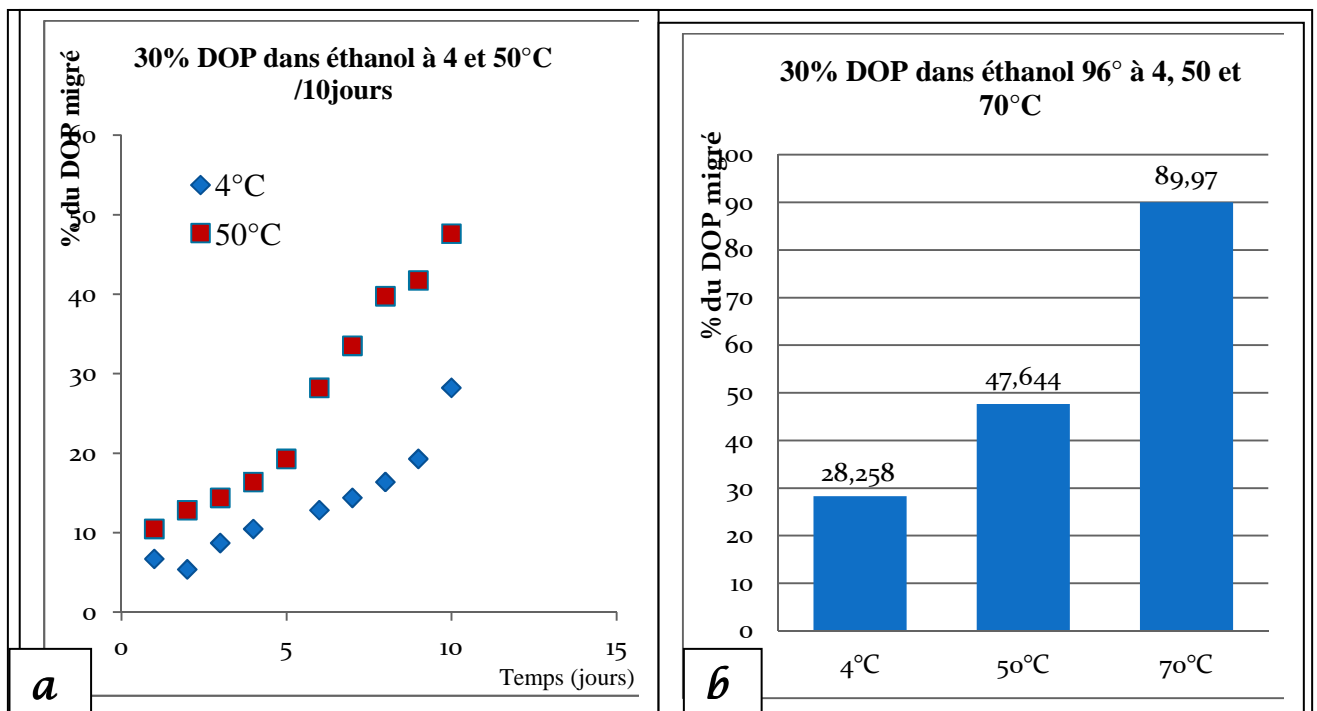 30% DOP dans éthanol à 4 et 50°C
/10jours
% du DOP migré
60
50
40
30
20
10
0
4°C
50°C
0
5
10
15
Temps (jours)
a
30% DOP dans éthanol 96° à 4, 50 et
70°C
% du DOP migré
100
90
80
70
60
50
40
30
20
10
0
28,258
47,644
89,97
4°C
50°C
70°C
b